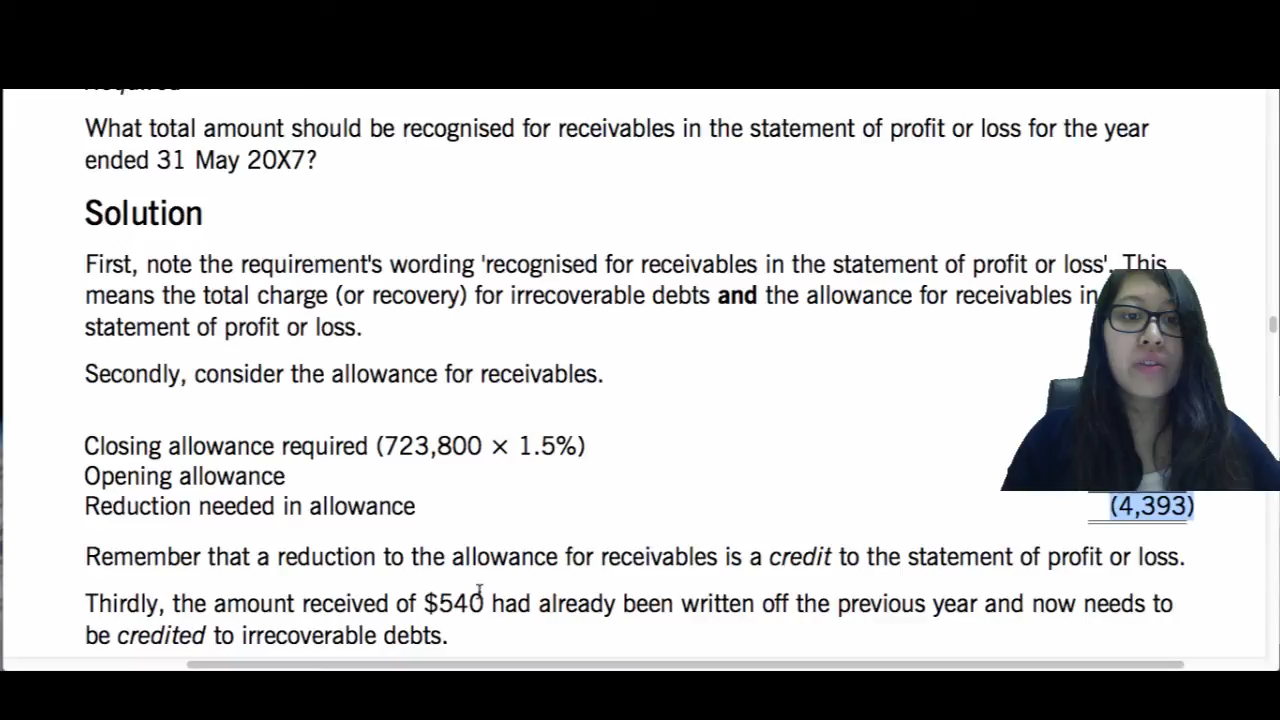 What total amount should be recognised for receivables in the statement of profit or loss for the year
ended 31 May 20X7?
Solution
First, note the requirement's wording 'recognised for receivables in the statement of profit or loss'. This
means the total charge (or recovery) for irrecoverable debts and the allowance for receivables in
statement of profit or loss.
Secondly, consider the allowance for receivables.
Closing allowance required (723,800 × 1.5%)
Opening allowance
Reduction needed in allowance (4,393)
Remember that a reduction to the allowance for receivables is a credit to the statement of profit or loss.
Thirdly, the amount received of $540 had already been written off the previous year and now needs to
be credited to irrecoverable debts.